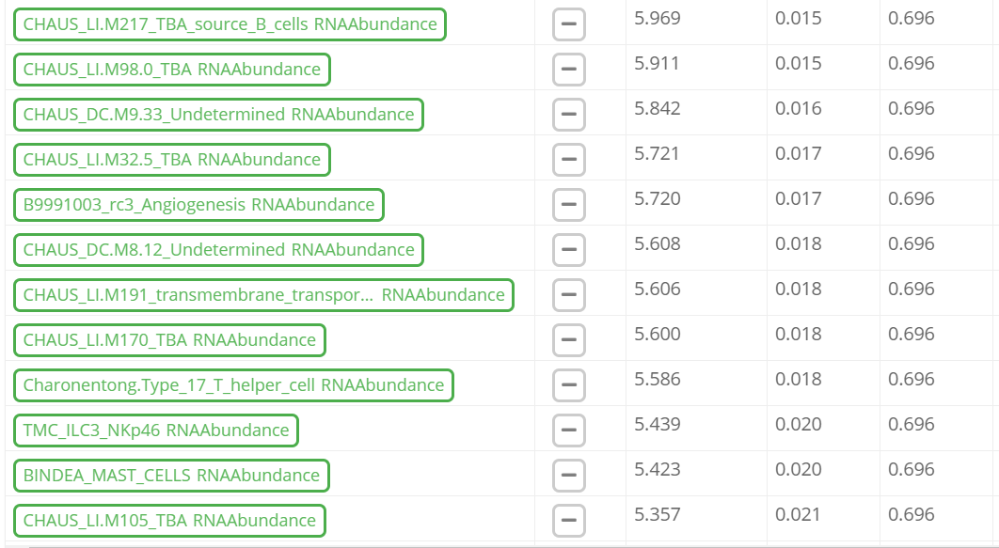 CHAUS_LI.M217_TBA_source_B_cells RNAAbundance 5.969 0.015 0.696
CHAUS_LI.M98.0_TBA RNAAbundance 5.911 0.015 0.696
CHAUS_DC.M9.33_Undetermined RNAAbundance 5.842 0.016 0.696
CHAUS_LI.M32.5_TBA RNAAbundance 5.721 0.017 0.696
B9991003_rc3_Angiogenesis RNAAbundance 5.720 0.017 0.696
CHAUS_DC.M8.12_Undetermined RNAAbundance 5.608 0.018 0.696
CHAUS_LI.M191_transmembrane_transpor... RNAAbundance 5.606 0.018 0.696
CHAUS_LI.M170_TBA RNAAbundance 5.600 0.018 0.696
Charonentong.Type_17_T_helper_cell RNAAbundance 5.586 0.018 0.696
TMC_ILC3_NKp46 RNAAbundance 5.439 0.020 0.696
BINDEA_MAST_CELLS RNAAbundance 5.423 0.020 0.696
CHAUS_LI.M105_TBA RNAAbundance 5.357 0.021 0.696